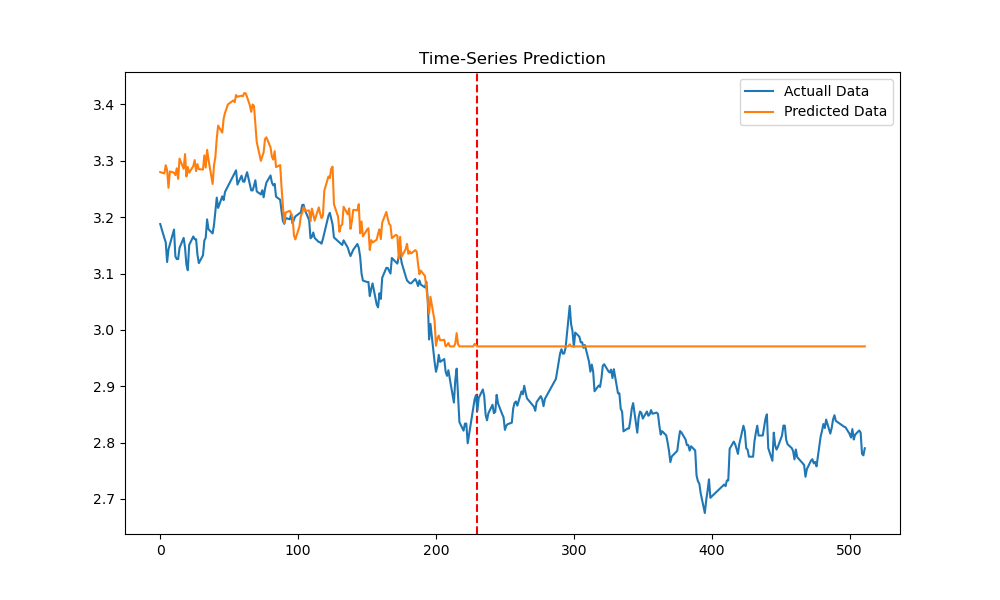 Time-Series Prediction
Actuall Data
Predicted Data
3.4
3.3
3.2
3.1
3.0
2.9
2.8
2.7
0 100 200 300 400 500